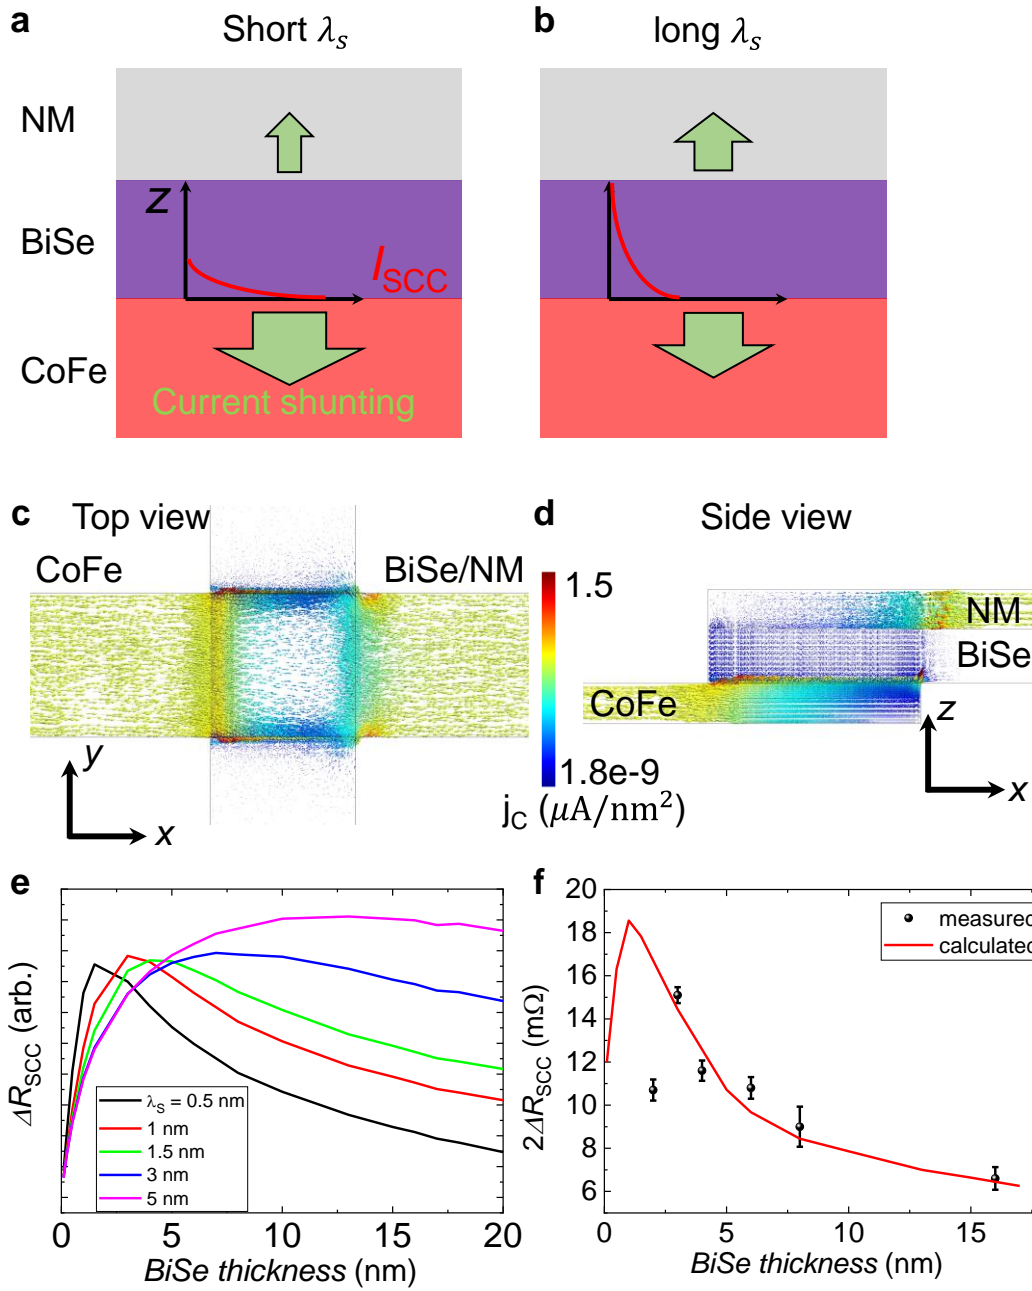 a
Short λs
b
long λs
NM
BiSe
CoFe
z
ISCC
Current shunting
c
Top view
CoFe
BiSe/NM
y
x
d
Side view
1.5
1.8e-9
jC (μA/nm²)
NM
BiSe
CoFe
z
x
e
ΔRSCC (arb.)
λS = 0.5 nm
1 nm
1.5 nm
3 nm
5 nm
0 5 10 15 20
BiSe thickness (nm)
f
2ΔRSCC (mΩ)
20
18
16
14
12
10
8
6
measured
calculated
0 5 10 15
BiSe thickness (nm)